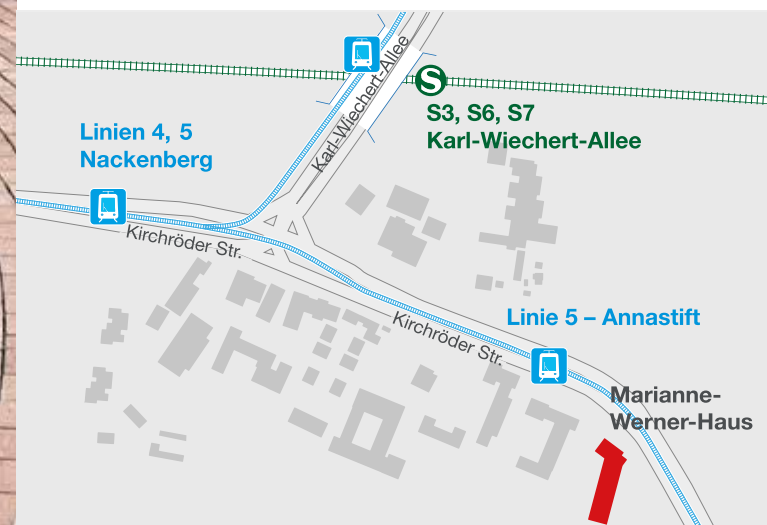 Karl-Wiechert-Allee
S
S3, S6, S7
Karl-Wiechert-Allee
Linien 4, 5
Nackenberg
Kirchröder Str.
Linie 5 – Annastift
Kirchröder Str.
Marianne-
Werner-Haus